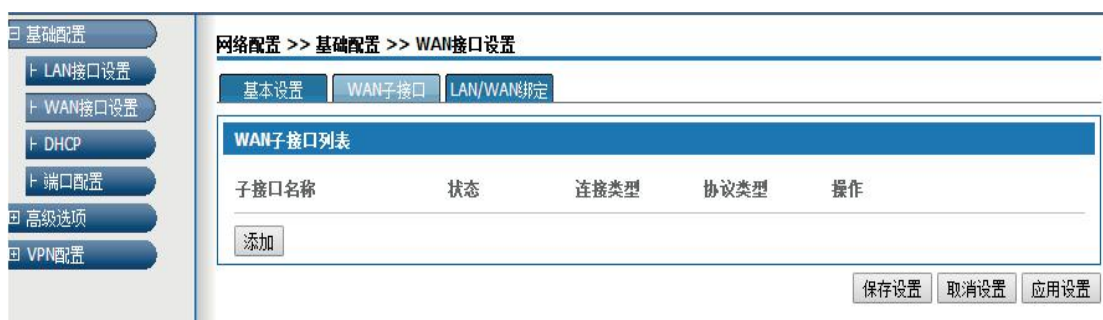 基础配置
LAN接口设置
WAN接口设置
DHCP
端口配置
高级选项
VPN配置
网络配置 >> 基础配置 >> WAN接口设置
基本设置 WAN子接口 LAN/WAN绑定
WAN子接口列表
子接口名称 状态 连接类型 协议类型 操作
添加
保存设置 取消设置 应用设置